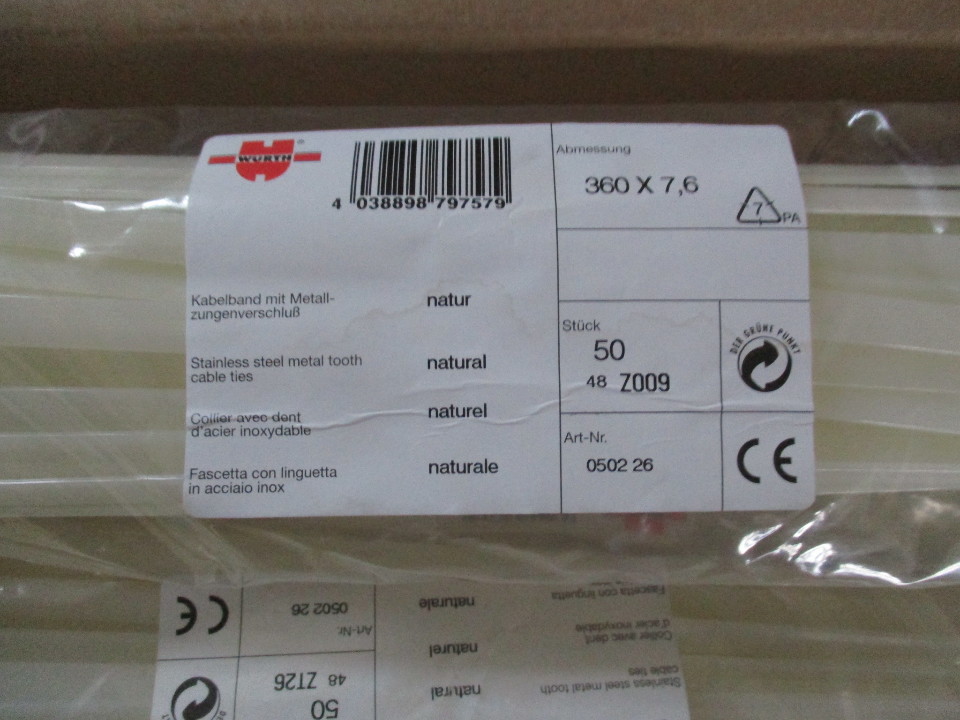 WÜRTH
4 038898 797579
Abmessung
360 X 7,6
7
PA
Kabelband mit Metall-
zungenverschluß
natur
Stainless steel metal tooth
cable ties
natural
Collier avec dent
d'acier inoxydable
naturel
Fascetta con linguetta
in acciaio inox
naturale
Stück
50
48 Z009
DER GRÜNE PUNKT
Art-Nr.
0502 26
CE
Fascetta con linguetta
naturale
0502 26
CE
Art-Nr.
Collier avec dent
d'acier inoxydable
naturel
Stainless steel metal tooth
cable ties
natural
48 ZT26
50